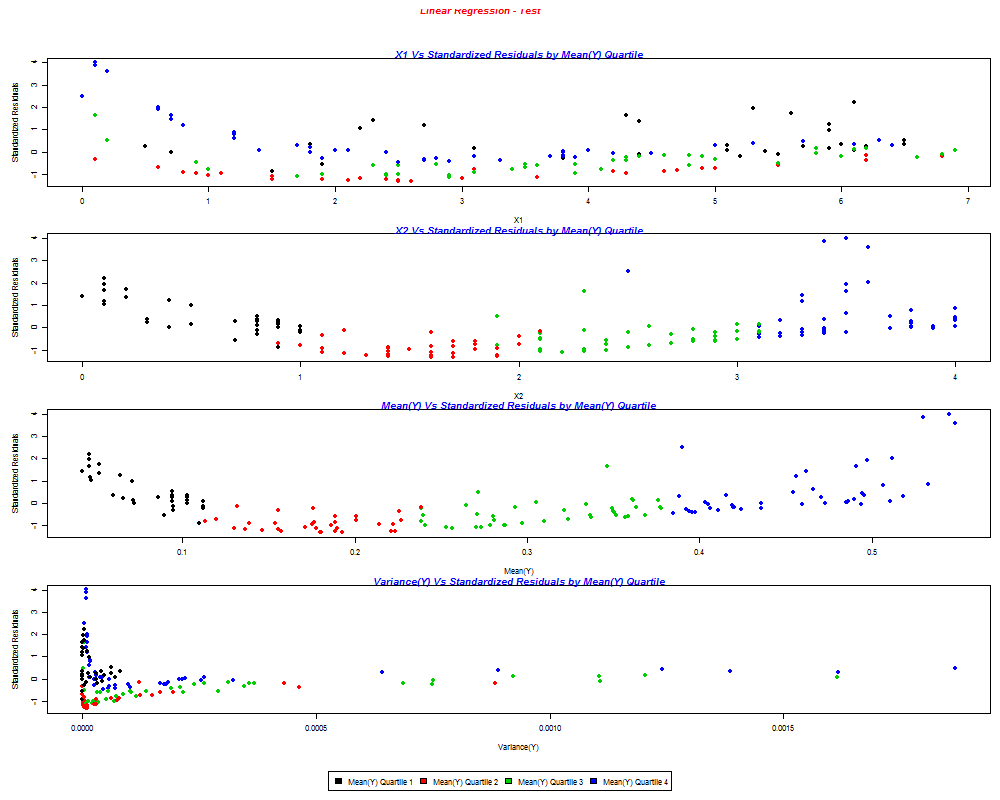 Linear Regression - Test
X1 Vs Standardized Residuals by Mean(Y) Quartile
Standardized Residuals
-1 0 1 2 3 4
0 1 2 3 4 5 6 7
X1
X2 Vs Standardized Residuals by Mean(Y) Quartile
Standardized Residuals
-1 0 1 2 3 4
0 1 2 3 4
X2
Mean(Y) Vs Standardized Residuals by Mean(Y) Quartile
Standardized Residuals
-1 0 1 2 3 4
0.1 0.2 0.3 0.4 0.5
Mean(Y)
Variance(Y) Vs Standardized Residuals by Mean(Y) Quartile
Standardized Residuals
-1 0 1 2 3 4
0.0000 0.0005 0.0010 0.0015
Variance(Y)
Mean(Y) Quartile 1 Mean(Y) Quartile 2 Mean(Y) Quartile 3 Mean(Y) Quartile 4